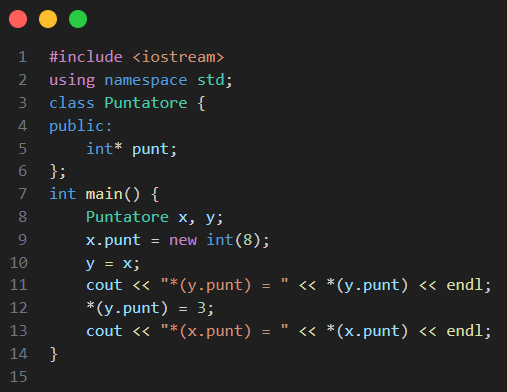 1 #include <iostream>
2 using namespace std;
3 class Puntatore {
4 public:
5     int* punt;
6 };
7 int main() {
8     Puntatore x, y;
9     x.punt = new int(8);
10     y = x;
11     cout << "*(y.punt) = " << *(y.punt) << endl;
12     *(y.punt) = 3;
13     cout << "*(x.punt) = " << *(x.punt) << endl;
14 }
15